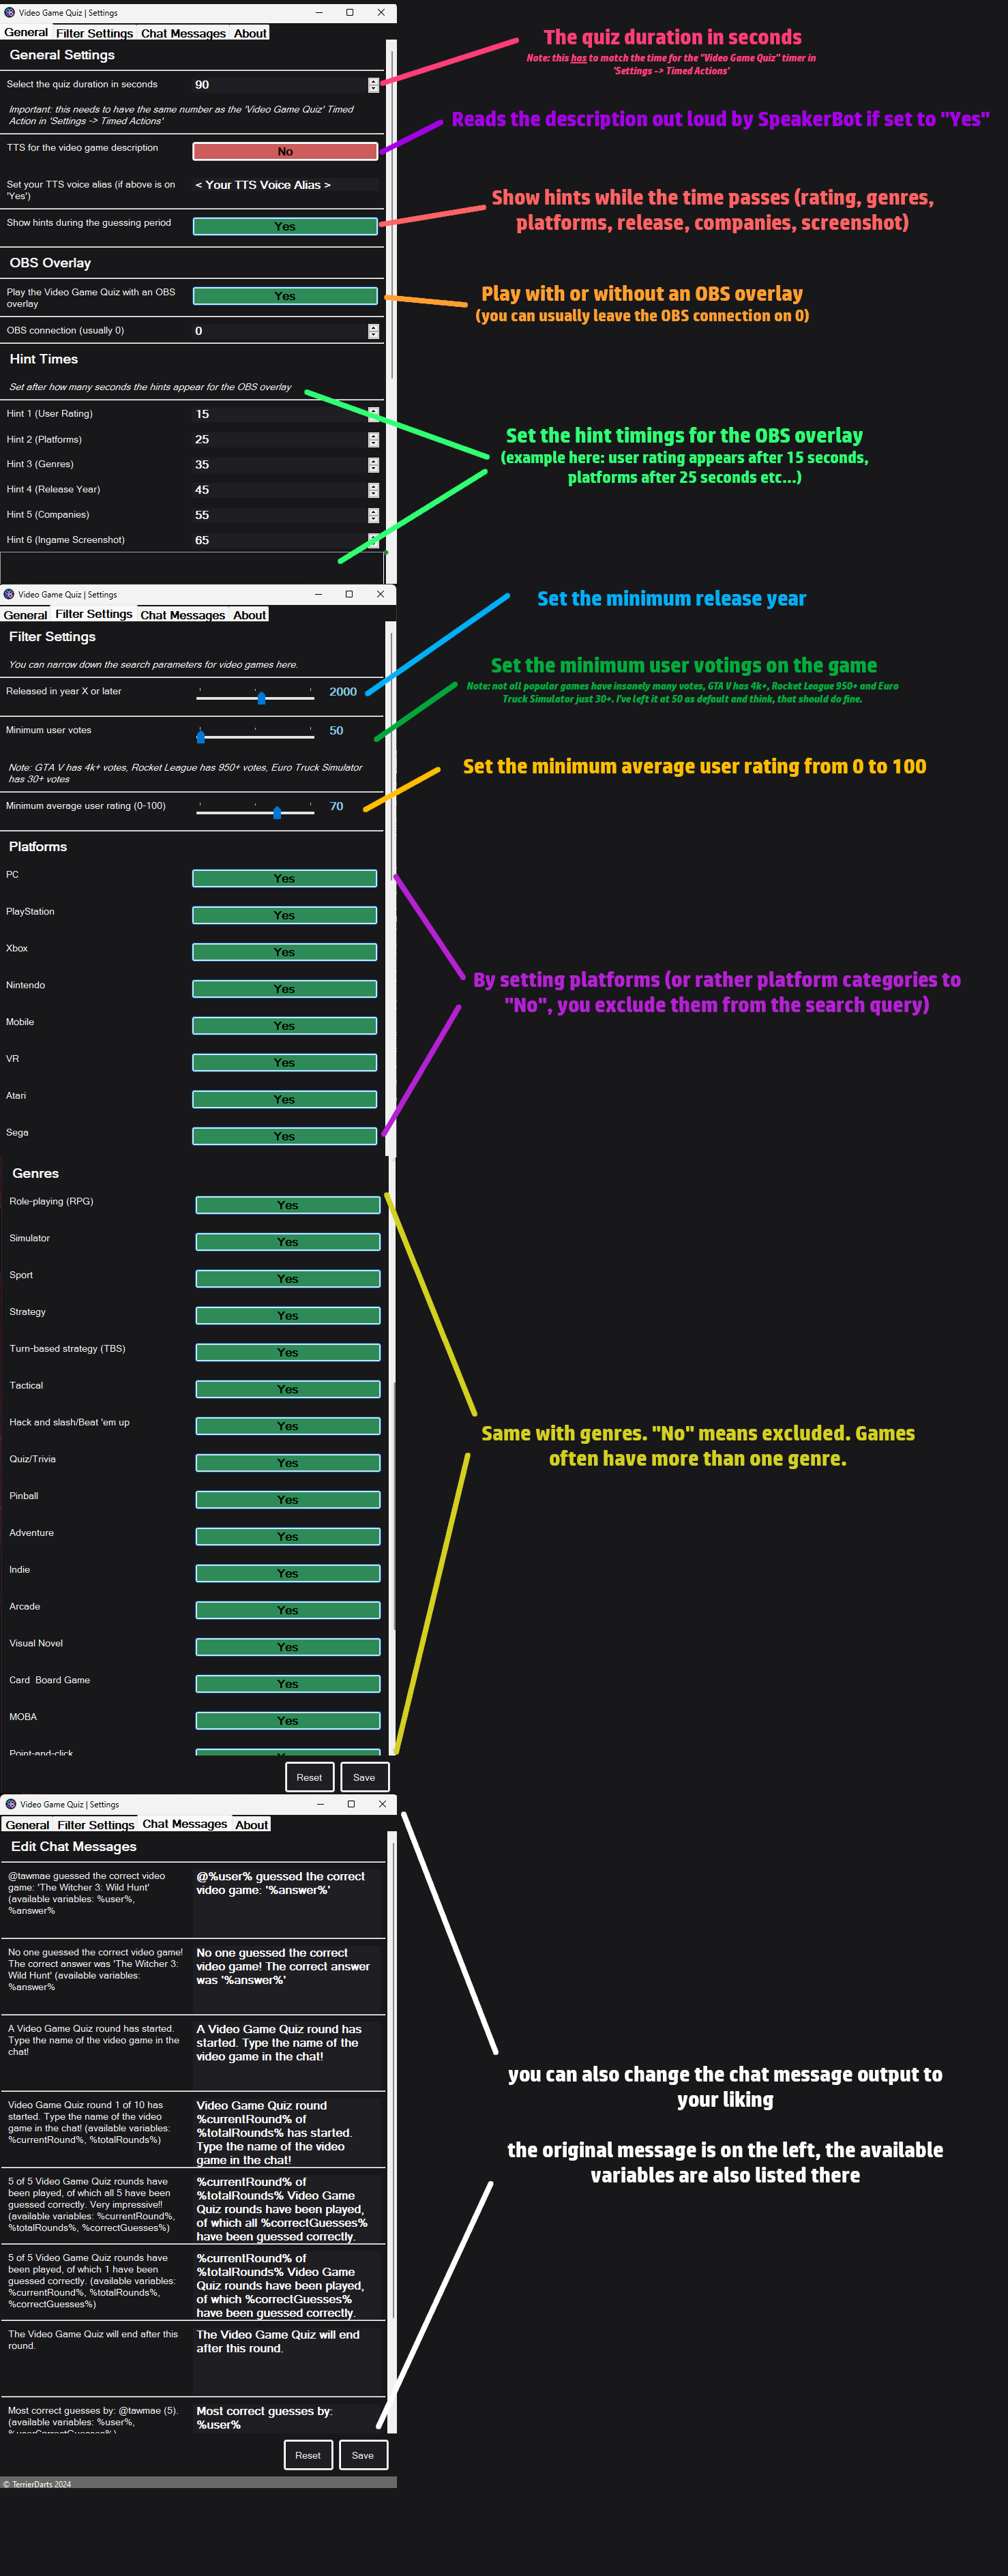 Video Game Quiz | Settings
General Filter Settings Chat Messages About
General Settings
Select the quiz duration in seconds 90
Important: this needs to have the same number as the 'Video Game Quiz' Timed
Action in 'Settings -> Timed Actions'
TTS for the video game description No
Set your TTS voice alias (if above is on
'Yes')
< Your TTS Voice Alias >
Show hints during the guessing period Yes
OBS Overlay
Play the Video Game Quiz with an OBS
overlay
Yes
OBS connection (usually 0) 0
Hint Times
Set after how many seconds the hints appear for the OBS overlay
Hint 1 (User Rating) 15
Hint 2 (Platforms) 25
Hint 3 (Genres) 35
Hint 4 (Release Year) 45
Hint 5 (Companies) 55
Hint 6 (Ingame Screenshot) 65
The quiz duration in seconds
Note: this has to match the time for the "Video Game Quiz" timer in
'Settings -> Timed Actions'
Reads the description out loud by SpeakerBot if set to "Yes"
Show hints while the time passes (rating, genres,
platforms, release, companies, screenshot)
Play with or without an OBS overlay
(you can usually leave the OBS connection on 0)
Set the hint timings for the OBS overlay
(example here: user rating appears after 15 seconds,
platforms after 25 seconds etc...)
Video Game Quiz | Settings
General Filter Settings Chat Messages About
Filter Settings
You can narrow down the search parameters for video games here.
Released in year X or later 2000
Minimum user votes 50
Note: GTA V has 4k+ votes, Rocket League has 950+ votes, Euro Truck Simulator
has 30+ votes
Minimum average user rating (0-100) 70
Platforms
PC Yes
PlayStation Yes
Xbox Yes
Nintendo Yes
Mobile Yes
VR Yes
Atari Yes
Sega Yes
Set the minimum release year
Set the minimum user votings on the game
Note: not all popular games have insanely many votes, GTA V has 4k+, Rocket League 950+ and Euro
Truck Simulator just 30+. I've left it at 50 as default and think, that should do fine.
Set the minimum average user rating from 0 to 100
By setting platforms (or rather platform categories to
"No", you exclude them from the search query)
Genres
Role-playing (RPG) Yes
Simulator Yes
Sport Yes
Strategy Yes
Turn-based strategy (TBS) Yes
Tactical Yes
Hack and slash/Beat 'em up Yes
Quiz/Trivia Yes
Pinball Yes
Adventure Yes
Indie Yes
Arcade Yes
Visual Novel Yes
Card Board Game Yes
MOBA Yes
Point-and-click
Reset Save
Same with genres. "No" means excluded. Games
often have more than one genre.
Video Game Quiz | Settings
General Filter Settings Chat Messages About
Edit Chat Messages
@tawmae guessed the correct video
game: 'The Witcher 3: Wild Hunt'
(available variables: %user%,
%answer%
@%user% guessed the correct
video game: '%answer%'
No one guessed the correct video game!
The correct answer was 'The Witcher 3:
Wild Hunt' (available variables:
%answer%
No one guessed the correct
video game! The correct answer
was '%answer%'
A Video Game Quiz round has started.
Type the name of the video game in the
chat!
A Video Game Quiz round has
started. Type the name of the
video game in the chat!
Video Game Quiz round 1 of 10 has
started. Type the name of the video
game in the chat! (available variables:
%currentRound%, %totalRounds%)
Video Game Quiz round
%currentRound% of
%totalRounds% has started.
Type the name of the video
game in the chat!
5 of 5 Video Game Quiz rounds have
been played, of which all 5 have been
guessed correctly. Very impressive!!
(available variables: %currentRound%,
%totalRounds%, %correctGuesses%)
%currentRound% of
%totalRounds% Video Game
Quiz rounds have been played,
of which all %correctGuesses%
have been guessed correctly.
5 of 5 Video Game Quiz rounds have
been played, of which 1 have been
guessed correctly. (available variables:
%currentRound%, %totalRounds%,
%correctGuesses%)
%currentRound% of
%totalRounds% Video Game
Quiz rounds have been played,
of which %correctGuesses%
have been guessed correctly.
The Video Game Quiz will end after this
round.
The Video Game Quiz will end
after this round.
Most correct guesses by: @tawmae (5).
(available variables: %user%,
%userCorrectGuesses%)
Most correct guesses by:
%user%
Reset Save
© TerrierDarts 2024
you can also change the chat message output to
your liking
the original message is on the left, the available
variables are also listed there